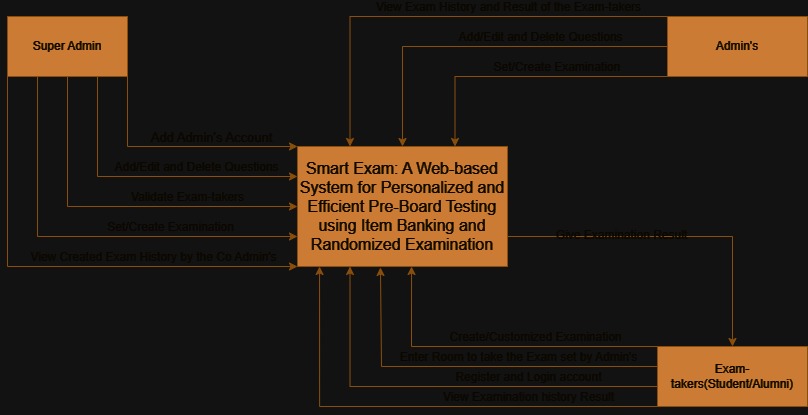 View Exam History and Result of the Exam-takers
Super Admin
Add/Edit and Delete Questions
Admin's
Set/Create Examination
Add Admin's Account
Add/Edit and Delete Questions
Validate Exam-takers
Set/Create Examination
View Created Exam History by the Co Admin's
Smart Exam: A Web-based
System for Personalized and
Efficient Pre-Board Testing
using Item Banking and
Randomized Examination
Give Examination Result
Create/Customized Examination
Enter Room to take the Exam set by Admin's
Register and Login account
View Examination history Result
Exam-
takers(Student/Alumni)